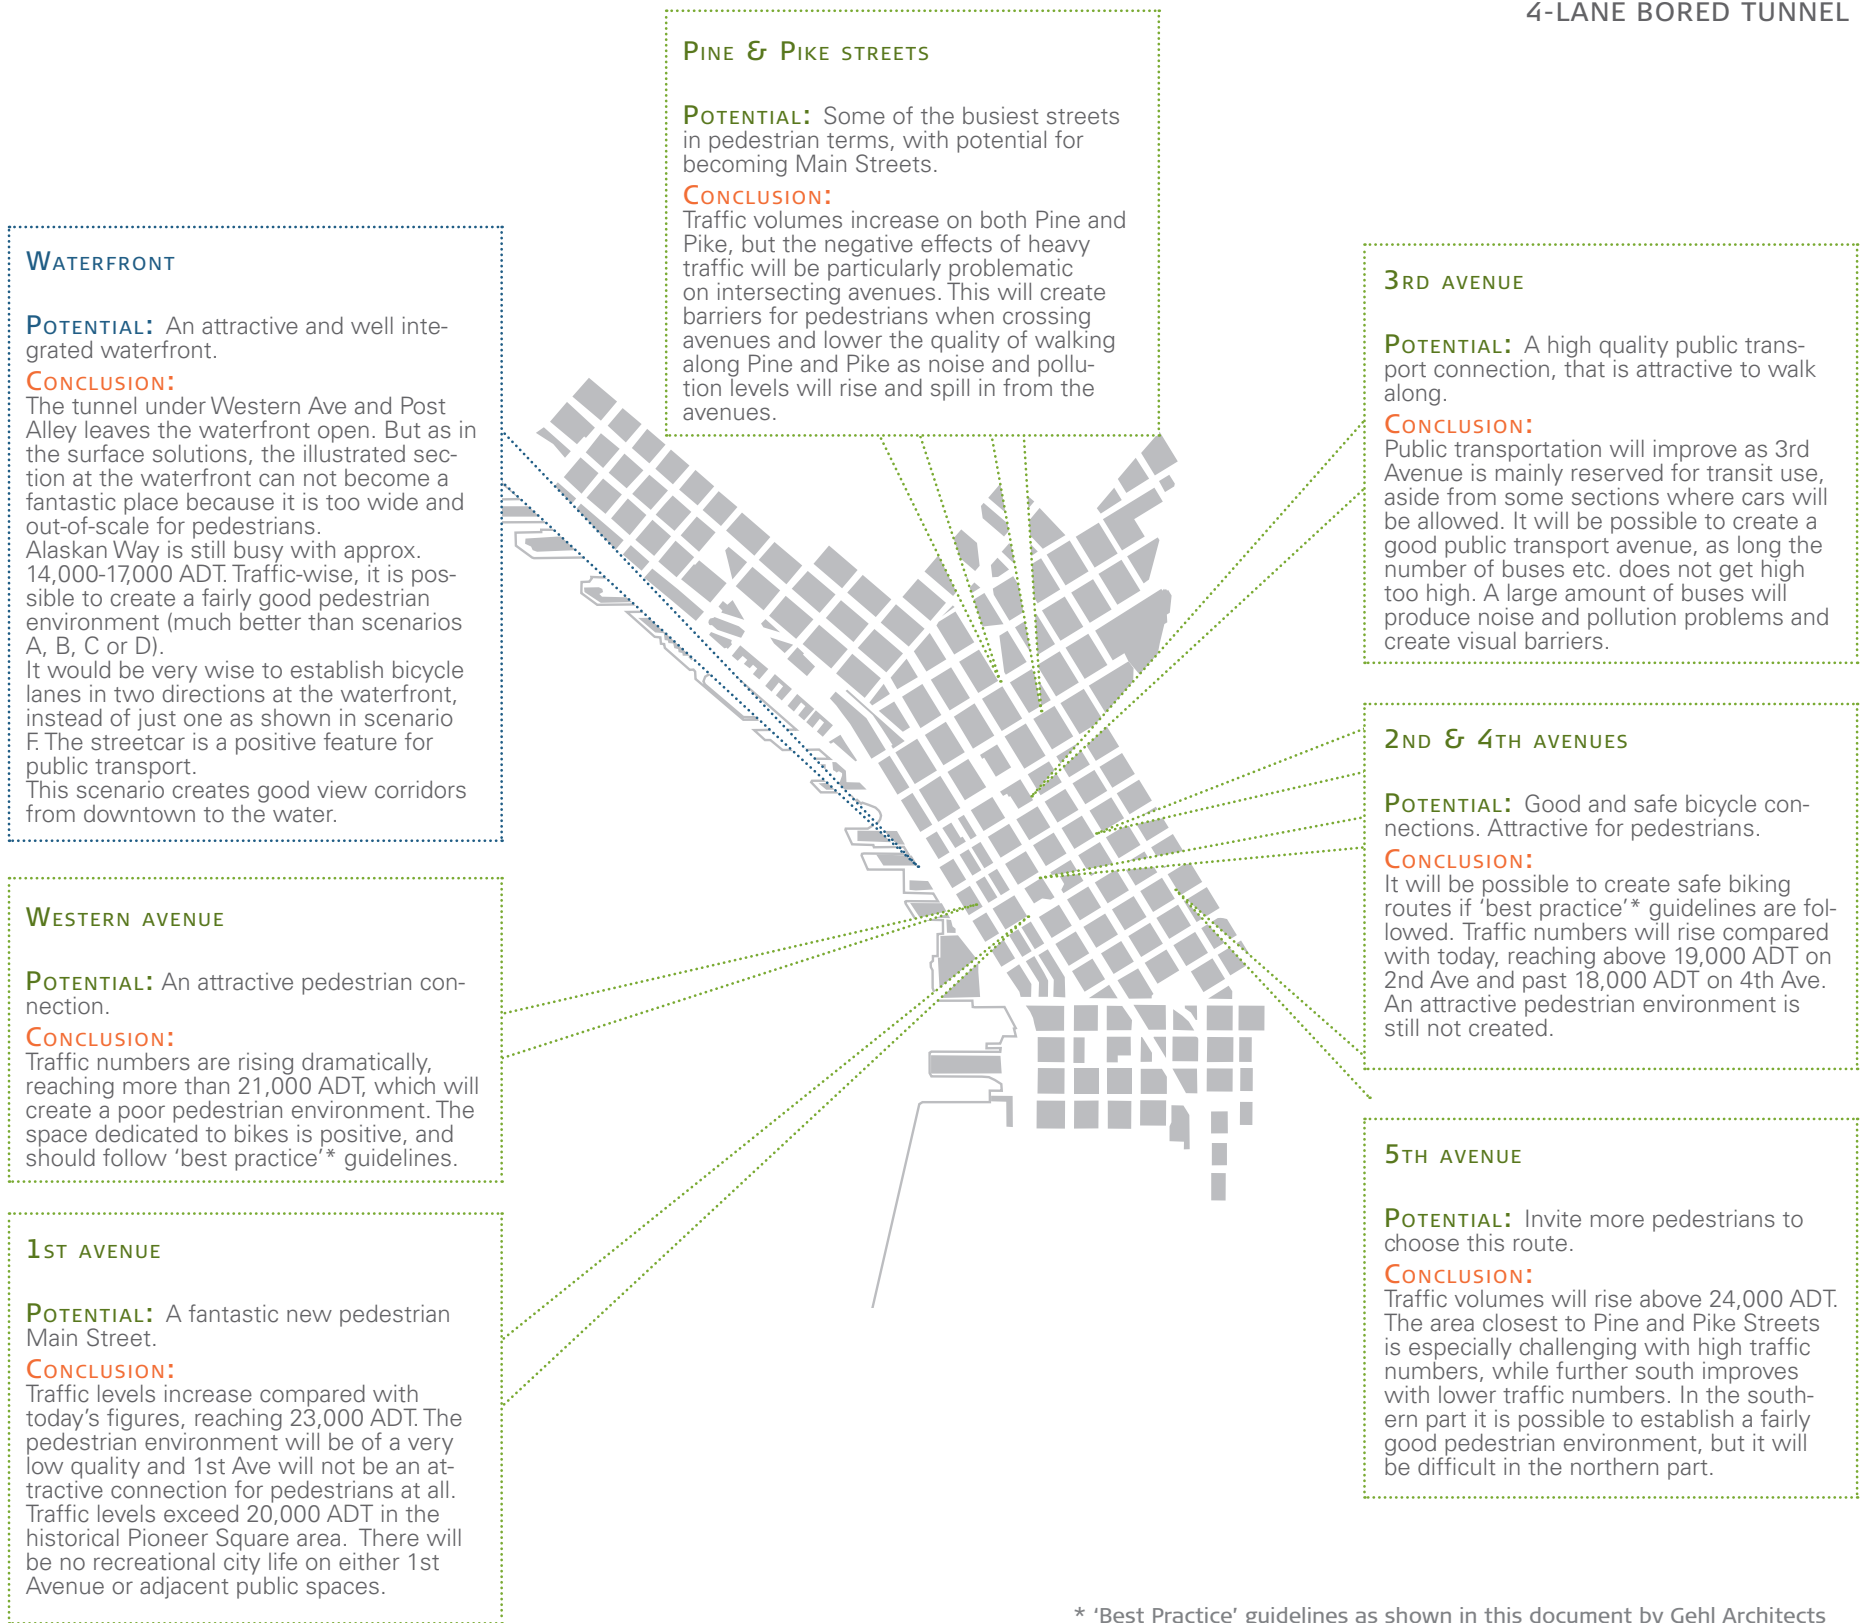 4-LANE BORED TUNNEL
PINE & PIKE STREETS
POTENTIAL: Some of the busiest streets
in pedestrian terms, with potential for
becoming Main Streets.
CONCLUSION:
Traffic volumes increase on both Pine and
Pike, but the negative effects of heavy
traffic will be particularly problematic
on intersecting avenues. This will create
barriers for pedestrians when crossing
avenues and lower the quality of walking
along Pine and Pike as noise and pollu-
tion levels will rise and spill in from the
avenues.
WATERFRONT
POTENTIAL: An attractive and well inte-
grated waterfront.
CONCLUSION:
The tunnel under Western Ave and Post
Alley leaves the waterfront open. But as in
the surface solutions, the illustrated sec-
tion at the waterfront can not become a
fantastic place because it is too wide and
out-of-scale for pedestrians.
Alaskan Way is still busy with approx.
14,000-17,000 ADT. Traffic-wise, it is pos-
sible to create a fairly good pedestrian
environment (much better than scenarios
A, B, C or D).
It would be very wise to establish bicycle
lanes in two directions at the waterfront,
instead of just one as shown in scenario
F. The streetcar is a positive feature for
public transport.
This scenario creates good view corridors
from downtown to the water.
WESTERN AVENUE
POTENTIAL: An attractive pedestrian con-
nection.
CONCLUSION:
Traffic numbers are rising dramatically,
reaching more than 21,000 ADT, which will
create a poor pedestrian environment. The
space dedicated to bikes is positive, and
should follow ‘best practice’* guidelines.
1ST AVENUE
POTENTIAL: A fantastic new pedestrian
Main Street.
CONCLUSION:
Traffic levels increase compared with
today’s figures, reaching 23,000 ADT. The
pedestrian environment will be of a very
low quality and 1st Ave will not be an at-
tractive connection for pedestrians at all.
Traffic levels exceed 20,000 ADT in the
historical Pioneer Square area. There will
be no recreational city life on either 1st
Avenue or adjacent public spaces.
3RD AVENUE
POTENTIAL: A high quality public trans-
port connection, that is attractive to walk
along.
CONCLUSION:
Public transportation will improve as 3rd
Avenue is mainly reserved for transit use,
aside from some sections where cars will
be allowed. It will be possible to create a
good public transport avenue, as long the
number of buses etc. does not get high
too high. A large amount of buses will
produce noise and pollution problems and
create visual barriers.
2ND & 4TH AVENUES
POTENTIAL: Good and safe bicycle con-
nections. Attractive for pedestrians.
CONCLUSION:
It will be possible to create safe biking
routes if ‘best practice’* guidelines are fol-
lowed. Traffic numbers will rise compared
with today, reaching above 19,000 ADT on
2nd Ave and past 18,000 ADT on 4th Ave.
An attractive pedestrian environment is
still not created.
5TH AVENUE
POTENTIAL: Invite more pedestrians to
choose this route.
CONCLUSION:
Traffic volumes will rise above 24,000 ADT.
The area closest to Pine and Pike Streets
is especially challenging with high traffic
numbers, while further south improves
with lower traffic numbers. In the south-
ern part it is possible to establish a fairly
good pedestrian environment, but it will
be difficult in the northern part.
* ‘Best Practice’ guidelines as shown in this document by Gehl Architects